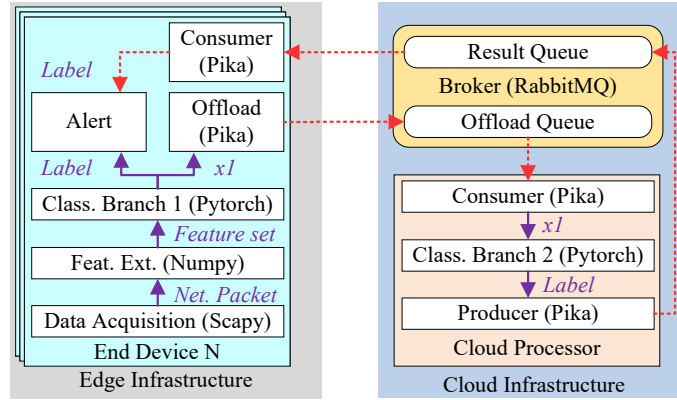 Consumer
(Pika)
Label
Alert
Offload
(Pika)
Label
x1
Class. Branch 1 (Pytorch)
Feature set
Feat. Ext. (Numpy)
Net. Packet
Data Acquisition (Scapy)
End Device N
Edge Infrastructure
Result Queue
Broker (RabbitMQ)
Offload Queue
Consumer (Pika)
x1
Class. Branch 2 (Pytorch)
Label
Producer (Pika)
Cloud Processor
Cloud Infrastructure